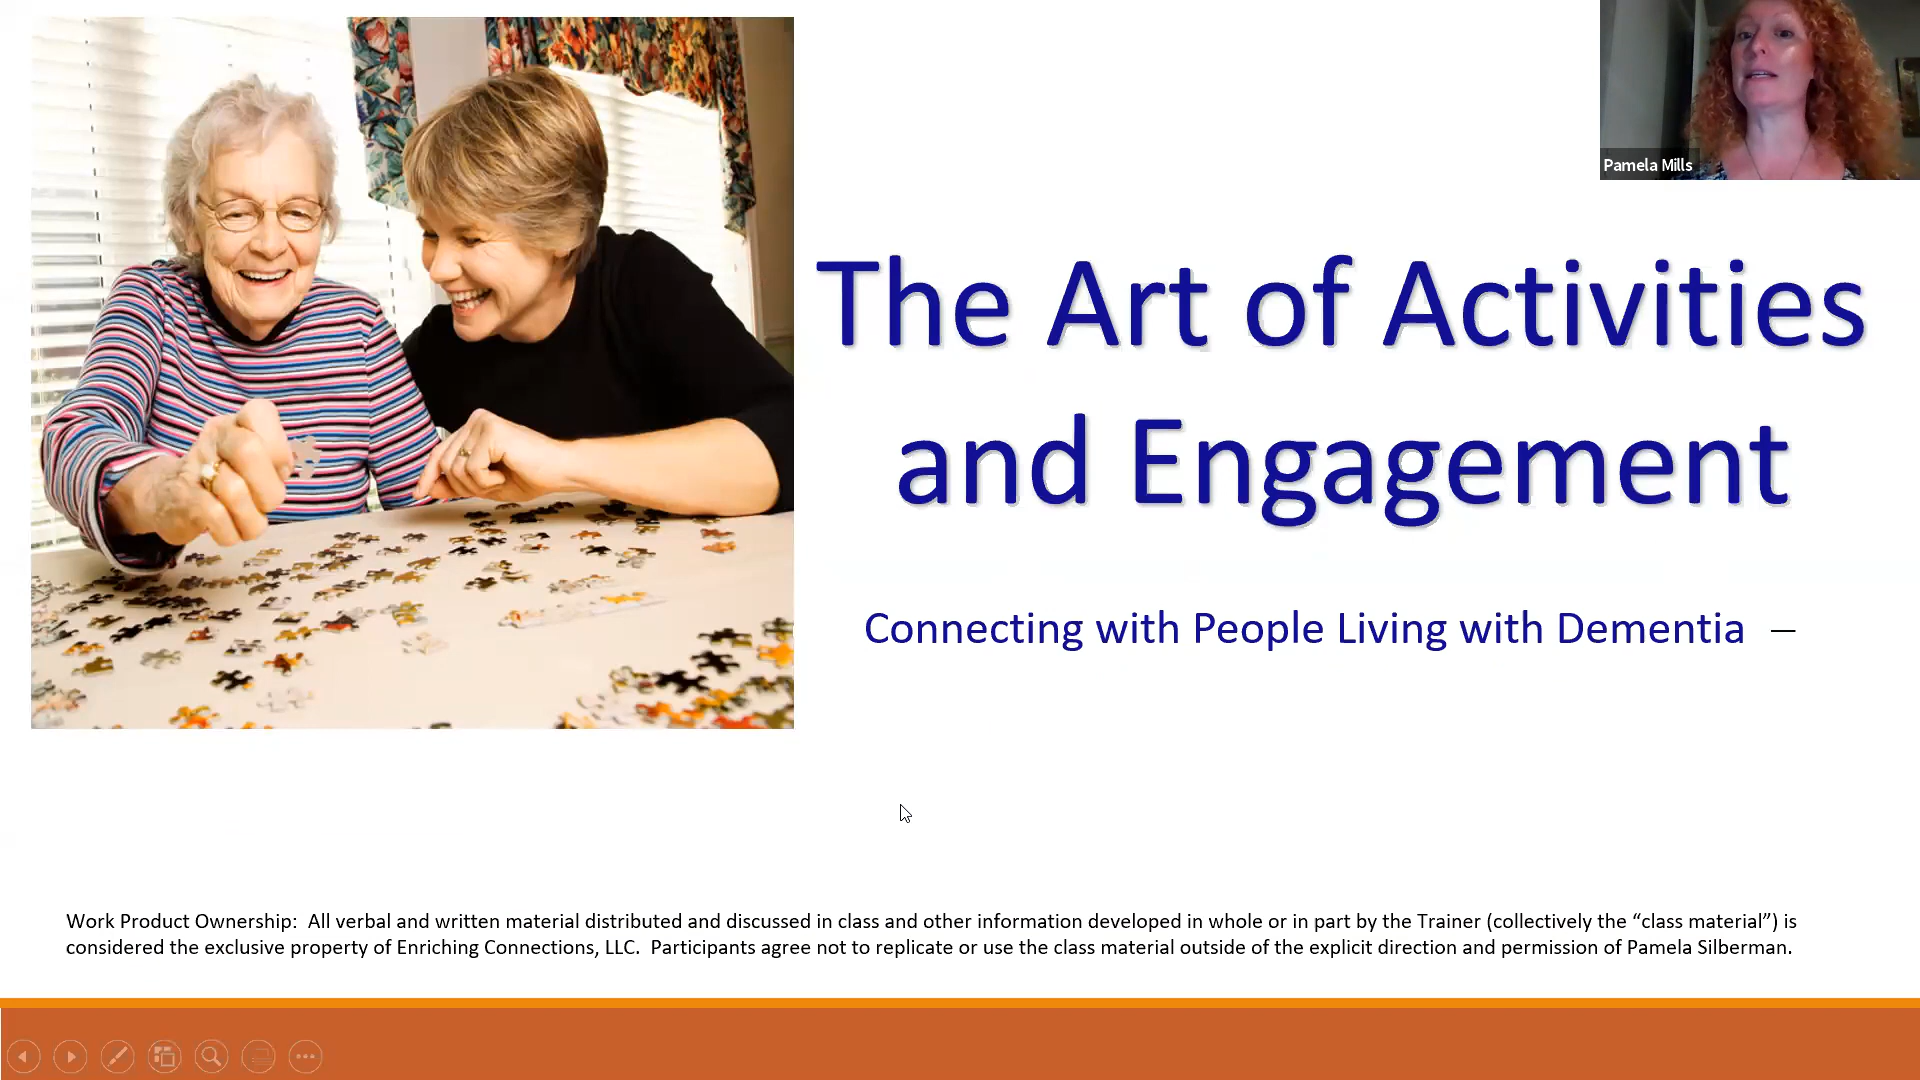 Pamela Mills
The Art of Activities
and Engagement
Connecting with People Living with Dementia –
Work Product Ownership:  All verbal and written material distributed and discussed in class and other information developed in whole or in part by the Trainer (collectively the “class material”) is
considered the exclusive property of Enriching Connections, LLC.  Participants agree not to replicate or use the class material outside of the explicit direction and permission of Pamela Silberman.